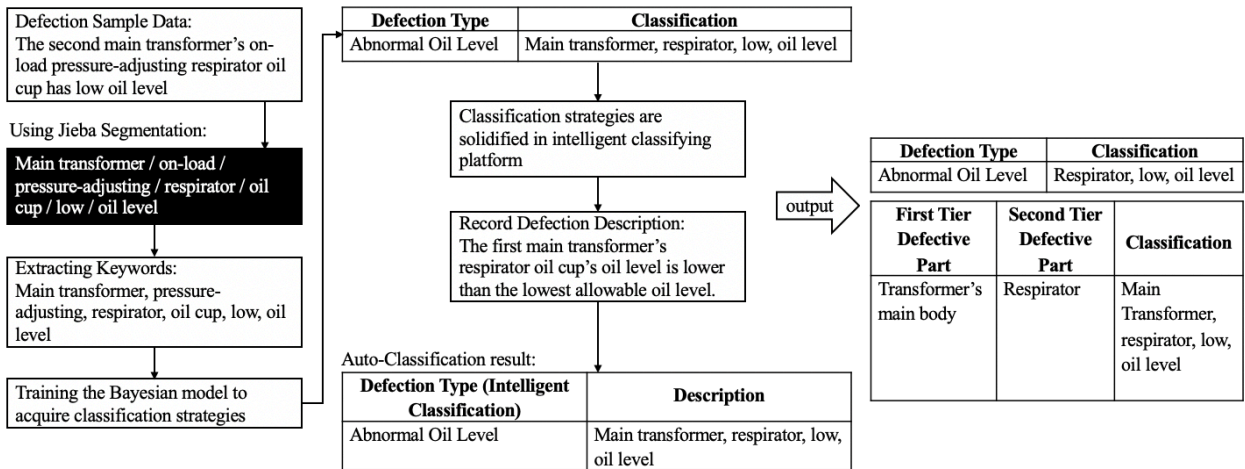 Defection Sample Data:
The second main transformer's on-
load pressure-adjusting respirator oil
cup has low oil level
Using Jieba Segmentation:
Main transformer / on-load /
pressure-adjusting / respirator / oil
cup / low / oil level
Extracting Keywords:
Main transformer, pressure-
adjusting, respirator, oil cup, low, oil
level
Training the Bayesian model to
acquire classification strategies
Defection Type Classification
Abnormal Oil Level Main transformer, respirator, low, oil level
Classification strategies are
solidified in intelligent classifying
platform
Record Defection Description:
The first main transformer's
respirator oil cup's oil level is lower
than the lowest allowable oil level.
Auto-Classification result:
Defection Type (Intelligent
Classification)
Description
Abnormal Oil Level
Main transformer, respirator, low,
oil level
output
Defection Type Classification
Abnormal Oil Level Respirator, low, oil level
First Tier
Defective
Part
Second Tier
Defective
Part
Classification
Transformer's
main body
Respirator
Main
Transformer,
respirator, low,
oil level